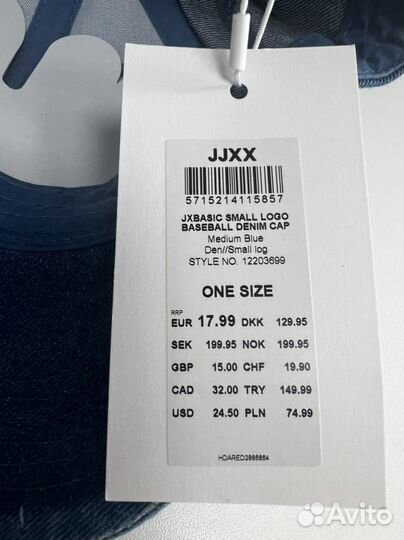 JJXX
5715214115857
JXBASIC SMALL LOGO
BASEBALL DENIM CAP
Medium Blue
Den//Small log
STYLE NO. 12203699
ONE SIZE
RRP
EUR 17.99 DKK 129.95
SEK 199.95 NOK 199.95
GBP 15.00 CHF 19.90
CAD 32.00 TRY 149.99
USD 24.50 PLN 74.99
HDARED2986864
Avito